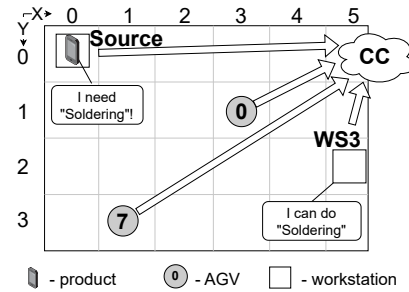 X 0 1 2 3 4 5
Y
0 Source CC
I need
"Soldering"!
1 0
WS3
2
I can do
"Soldering"
3 7
- product 0 - AGV - workstation